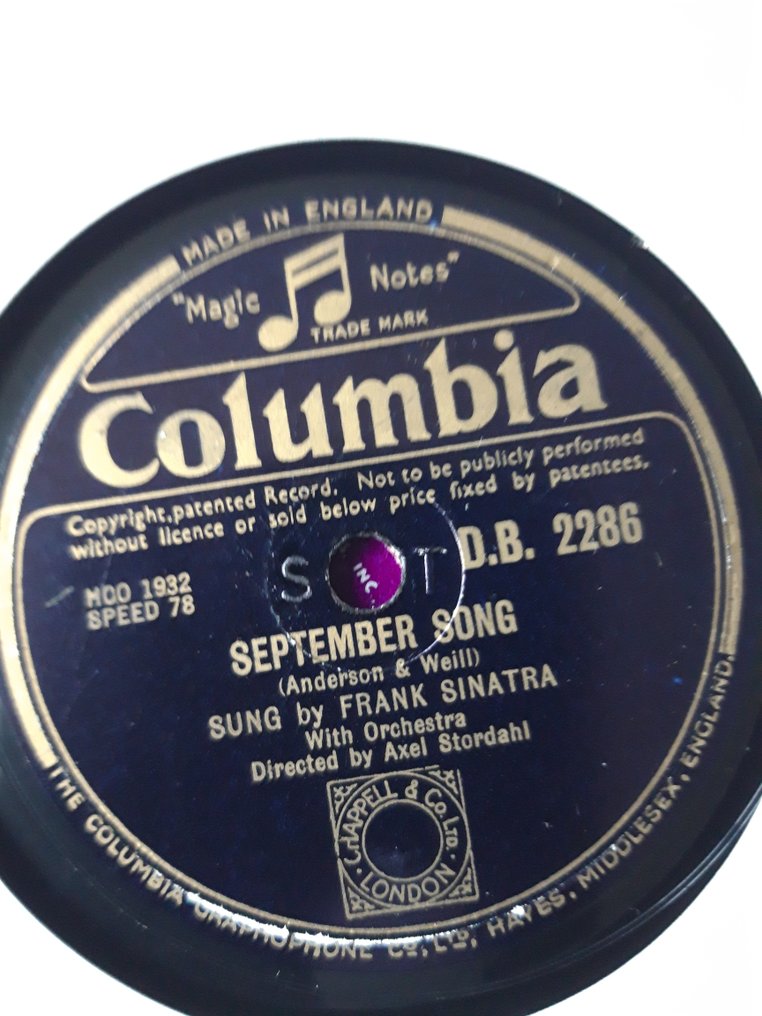 MADE IN ENGLAND
"Magic Notes"
TRADE MARK
Columbia
Copyright,patented Record. Not to be publicly performed
without licence or sold below price fixed by patentees.
D.B. 2286
HCO 1932
SPEED 78
S T
INC
SEPTEMBER SONG
(Anderson & Weill)
SUNG by FRANK SINATRA
With Orchestra
Directed by Axel Stordahl
CHAPPELL & Co. LTD.
LONDON
THE COLUMBIA GRAPHOPHONE CO., LTD., HAYES, MIDDLESEX, ENGLAND.